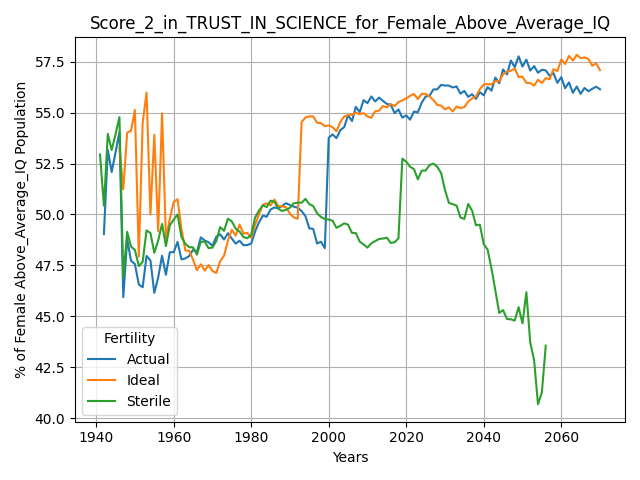 Score_2_in_TRUST_IN_SCIENCE_for_Female_Above_Average_IQ
% of Female Above_Average_IQ Population
57.5
55.0
52.5
50.0
47.5
45.0
42.5
40.0
Fertility
Actual
Ideal
Sterile
1940
1960
1980
2000
2020
2040
2060
Years